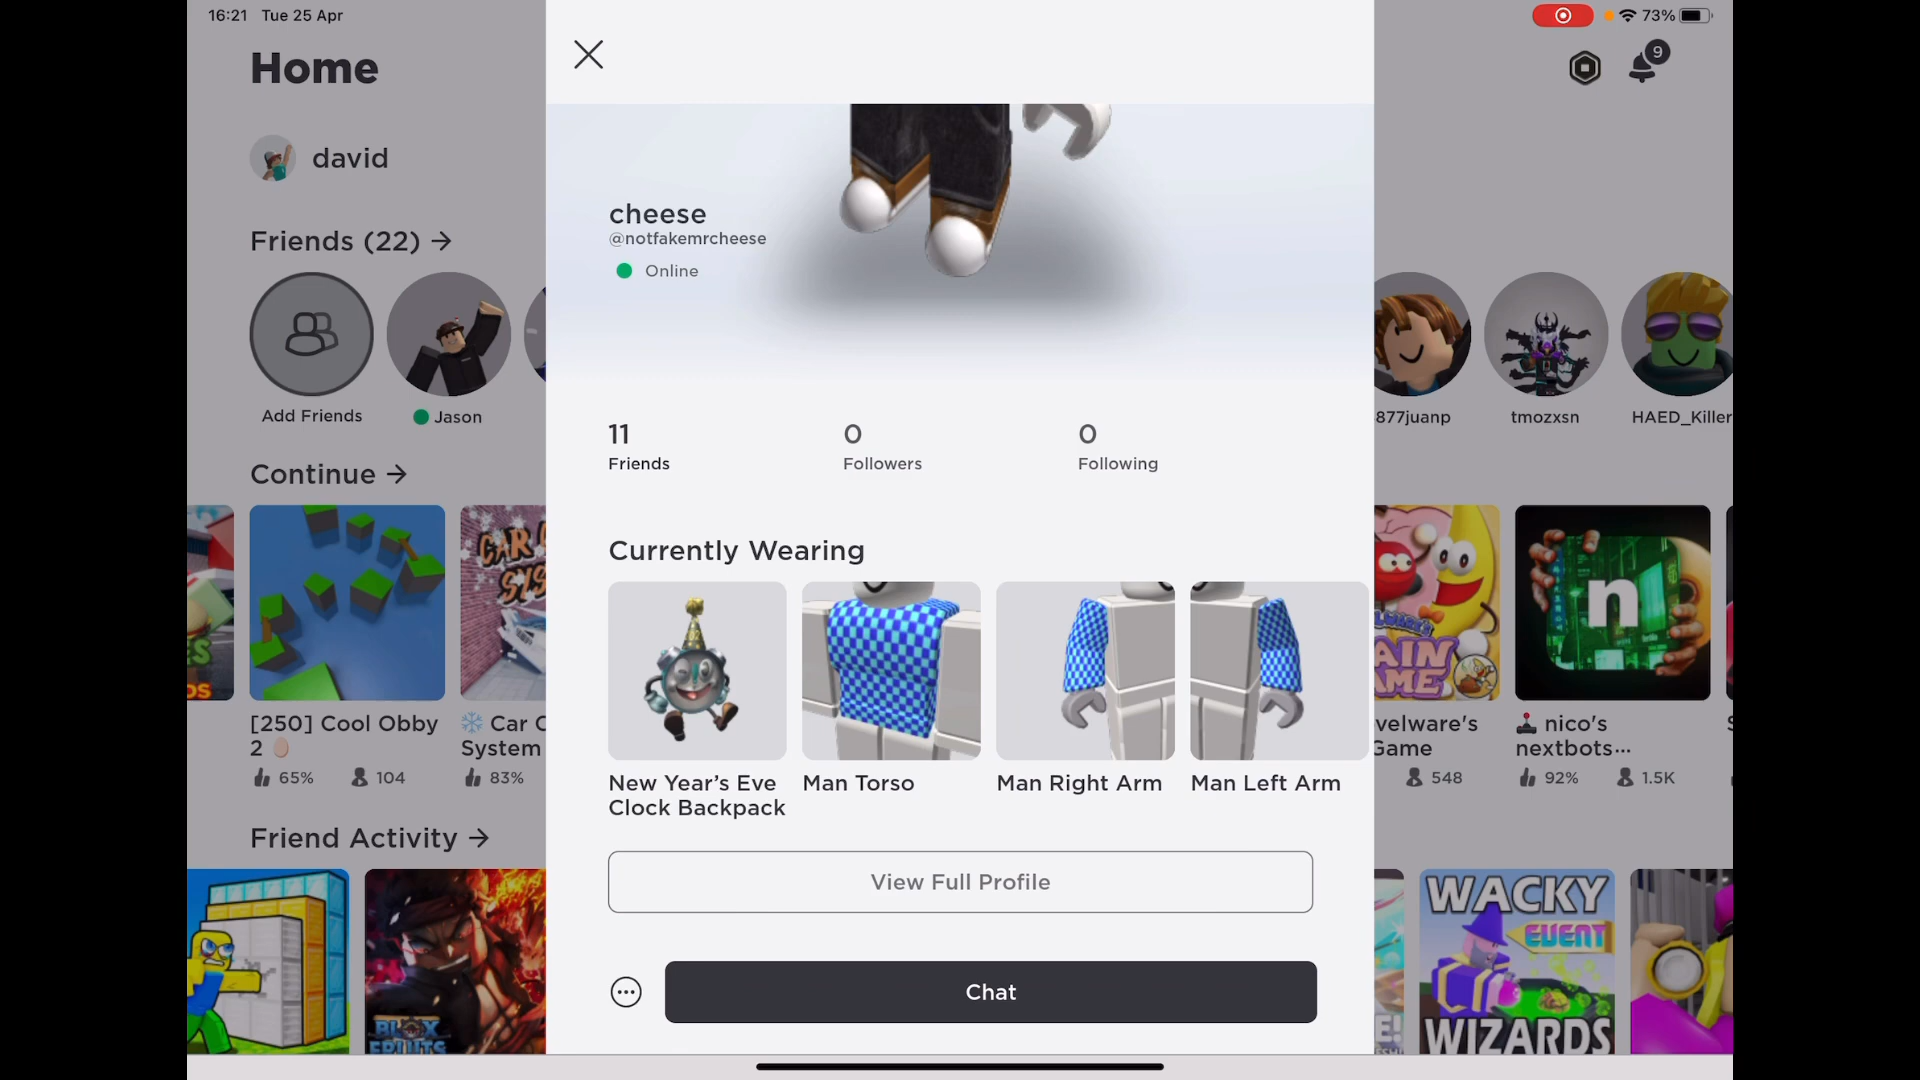 16:21 Tue 25 Apr
73%
Home
9
david
Friends (22) →
Add Friends
Jason
877juanp
tmozxsn
HAED_Killer
Continue →
[250] Cool Obby
2
65% 104
Car C
System
83%
velware's
Game
548
nico's
nextbots...
92% 1.5K
n
Friend Activity →
BLOX
FRUITS
WACKY
EVENT
WIZARDS
cheese
@notfakemrcheese
Online
11
Friends
0
Followers
0
Following
Currently Wearing
New Year’s Eve
Clock Backpack
Man Torso
Man Right Arm
Man Left Arm
View Full Profile
Chat